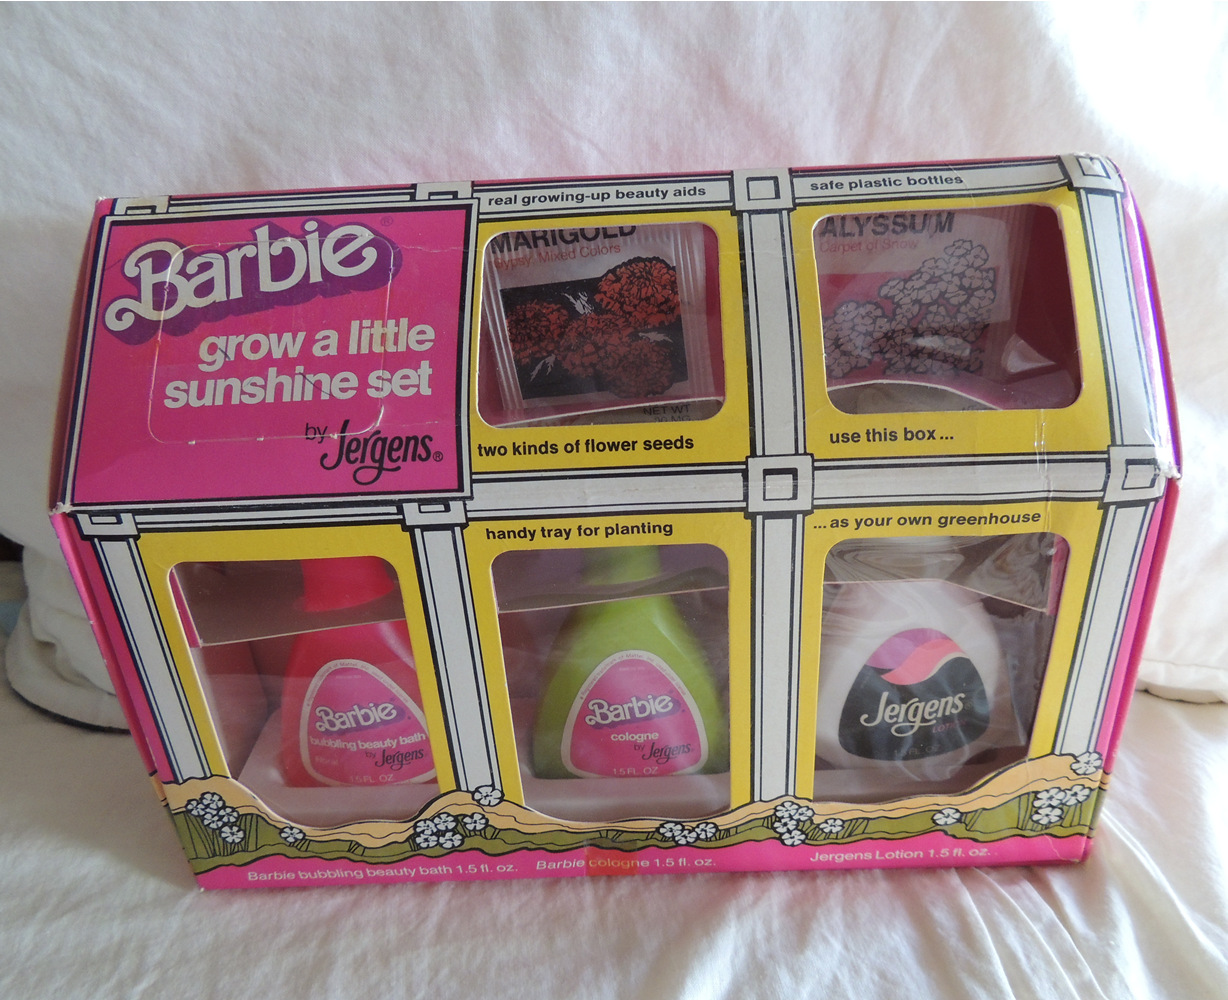 Barbie®
grow a little
sunshine set
by Jergens®
real growing-up beauty aids
MARIGOLD
Gypsy Mixed Colors
NET WT
two kinds of flower seeds
safe plastic bottles
ALYSSUM
Carpet of Snow
use this box...
handy tray for planting
...as your own greenhouse
Barbie
bubbling beauty bath
by Jergens
1.5 FL. OZ.
Barbie
cologne
by Jergens
1.5 FL. OZ.
Jergens
Barbie bubbling beauty bath 1.5 fl. oz.
Barbie cologne 1.5 fl. oz.
Jergens Lotion 1.5 fl. oz.